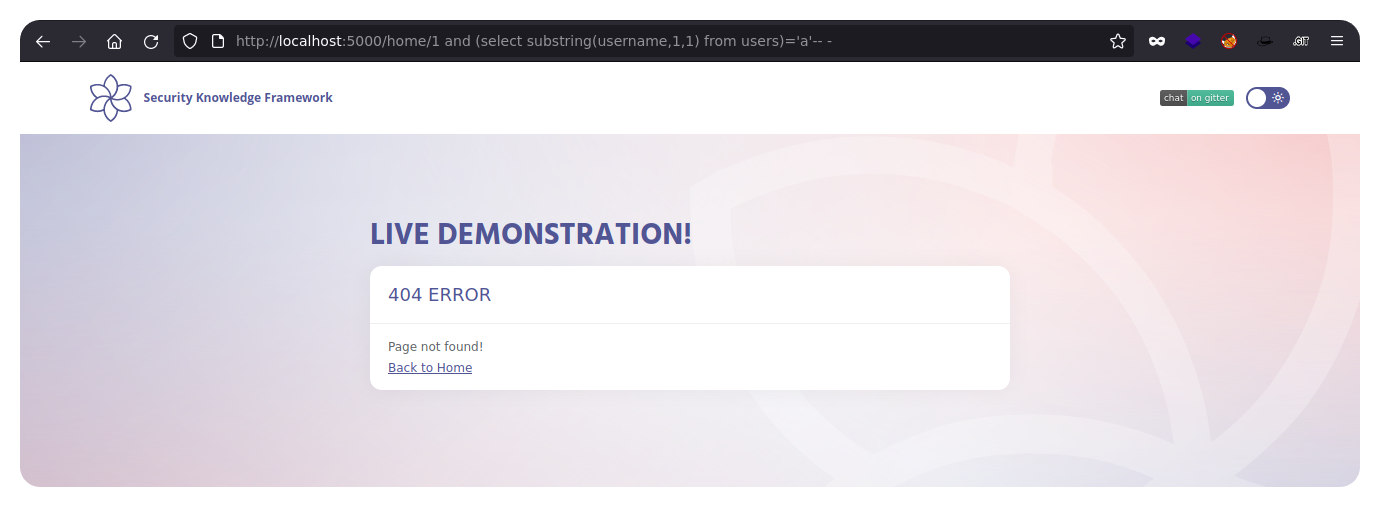 http://localhost:5000/home/1 and (select substring(username,1,1) from users)='a'-- -
.GIT
Security Knowledge Framework
chat on gitter
LIVE DEMONSTRATION!
404 ERROR
Page not found!
Back to Home